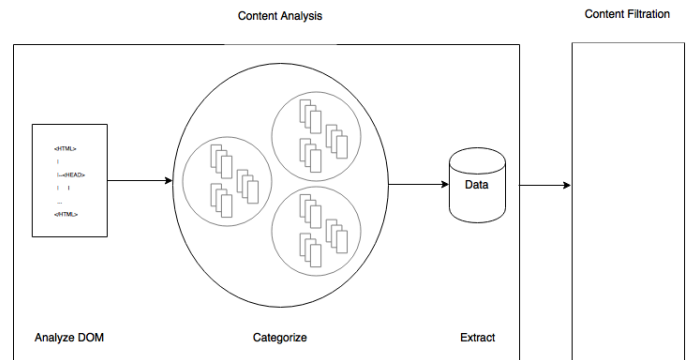 Content Analysis
Content Filtration
<HTML>
|
|--<HEAD>
| |
...
</HTML>
Data
Analyze DOM
Categorize
Extract